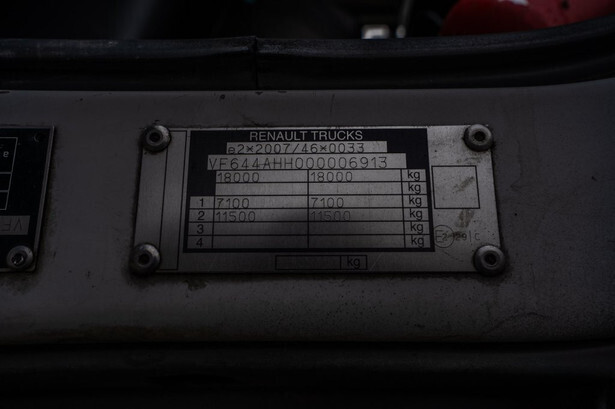 RENAULT TRUCKS
e2*2007/46*0033
VF644AHH000006913
18000 18000 kg
kg
1 7100 7100 kg
2 11500 11500 kg
3 kg
4 kg
kg